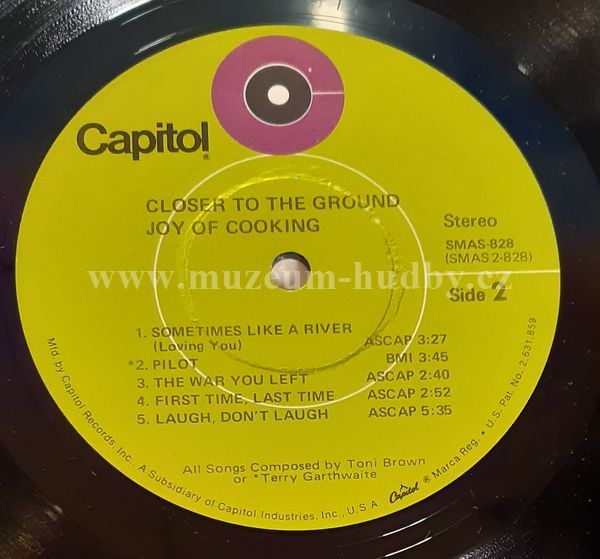 Capitol®
CLOSER TO THE GROUND
JOY OF COOKING
Stereo
SMAS-828
(SMAS 2-828)
www.muzeum-hudby.cz
Side 2
1. SOMETIMES LIKE A RIVER
(Loving You) ASCAP 3:27
*2. PILOT BMI 3:45
3. THE WAR YOU LEFT ASCAP 2:40
4. FIRST TIME, LAST TIME ASCAP 2:52
5. LAUGH, DON'T LAUGH ASCAP 5:35
All Songs Composed by Toni Brown
or *Terry Garthwaite
Mfd. by Capitol Records, Inc., A Subsidiary of Capitol Industries, Inc., U.S.A. Capitol ® Marca Reg. • U.S. Pat. No. 2,631,859